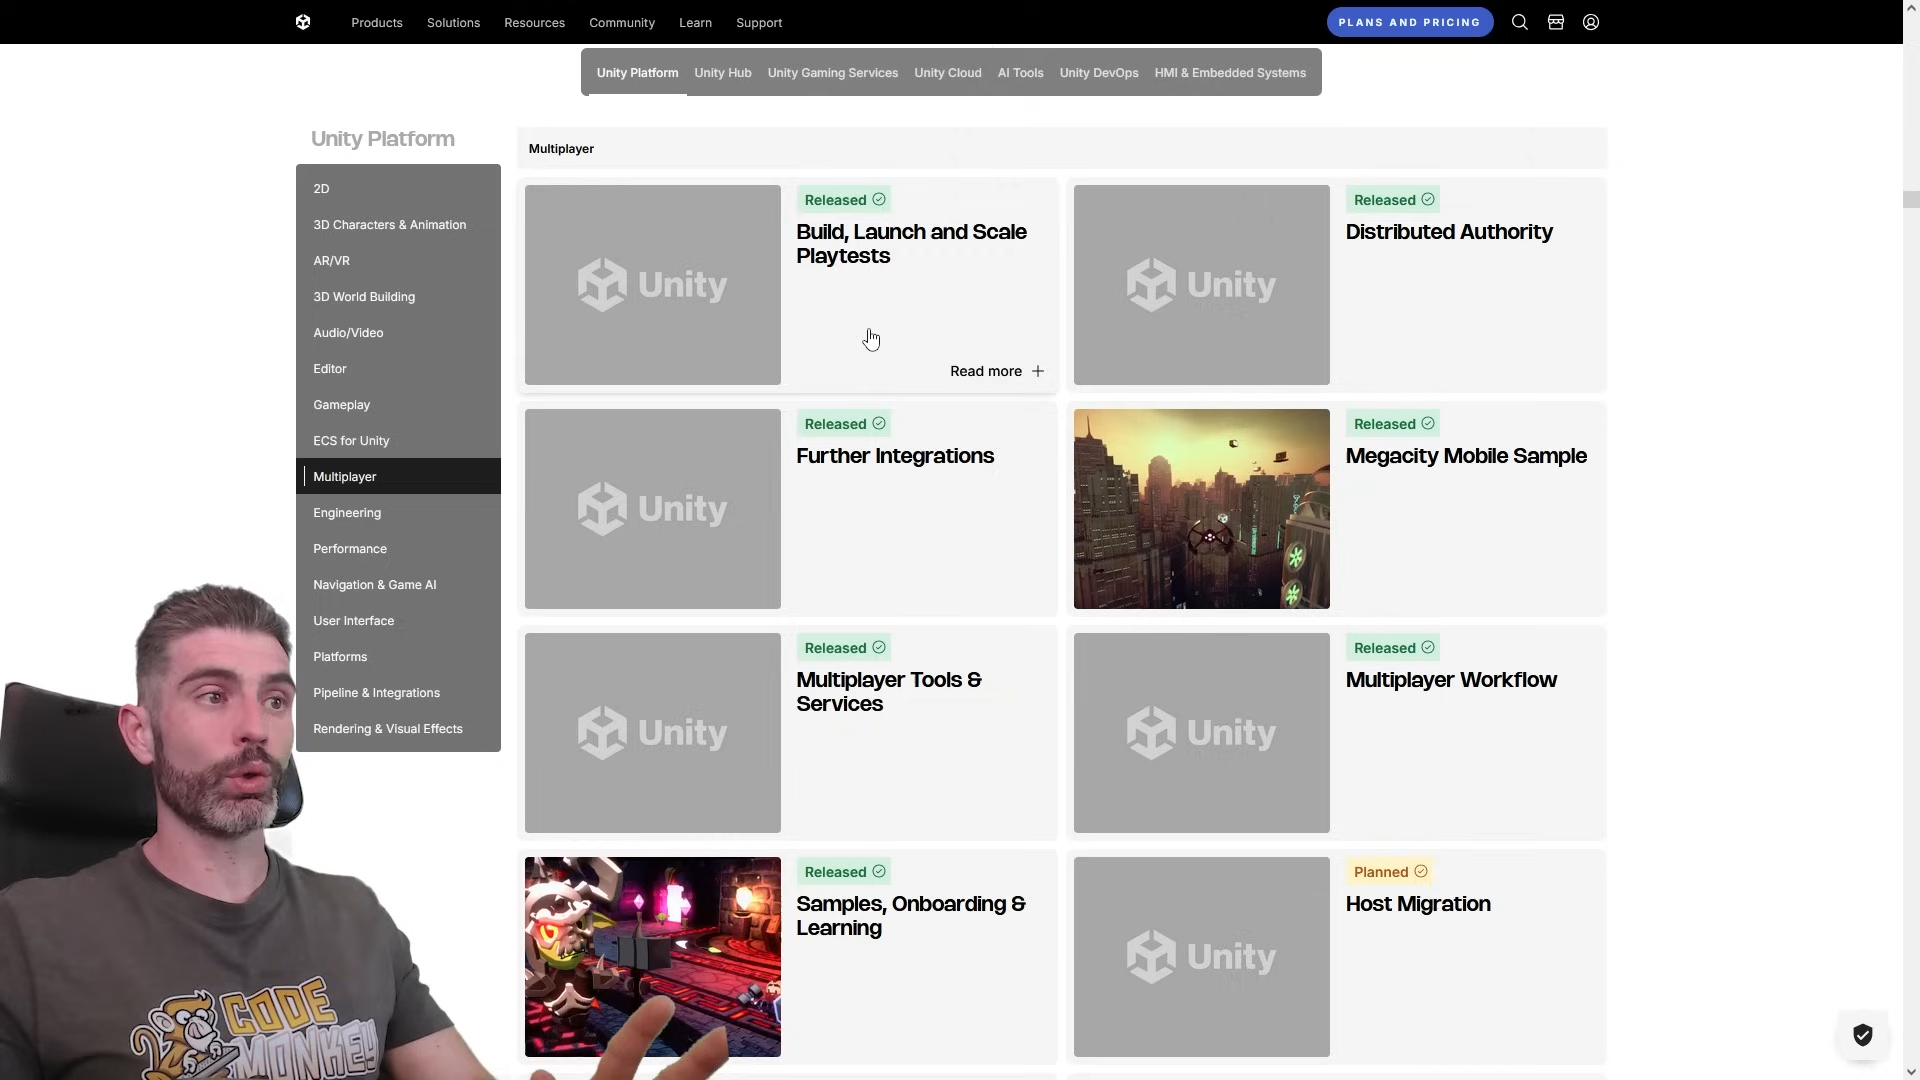 Products
Solutions
Resources
Community
Learn
Support
PLANS AND PRICING
Unity Platform
Unity Hub
Unity Gaming Services
Unity Cloud
AI Tools
Unity DevOps
HMI & Embedded Systems
Unity Platform
2D
3D Characters & Animation
AR/VR
3D World Building
Audio/Video
Editor
Gameplay
ECS for Unity
Multiplayer
Engineering
Performance
Navigation & Game AI
User Interface
Platforms
Pipeline & Integrations
Rendering & Visual Effects
Multiplayer
Unity
Released
Build, Launch and Scale
Playtests
Read more
Unity
Released
Distributed Authority
Unity
Released
Further Integrations
Released
Megacity Mobile Sample
Unity
Released
Multiplayer Tools &
Services
Unity
Released
Multiplayer Workflow
Released
Samples, Onboarding &
Learning
Unity
Planned
Host Migration
CODE
MONKEY